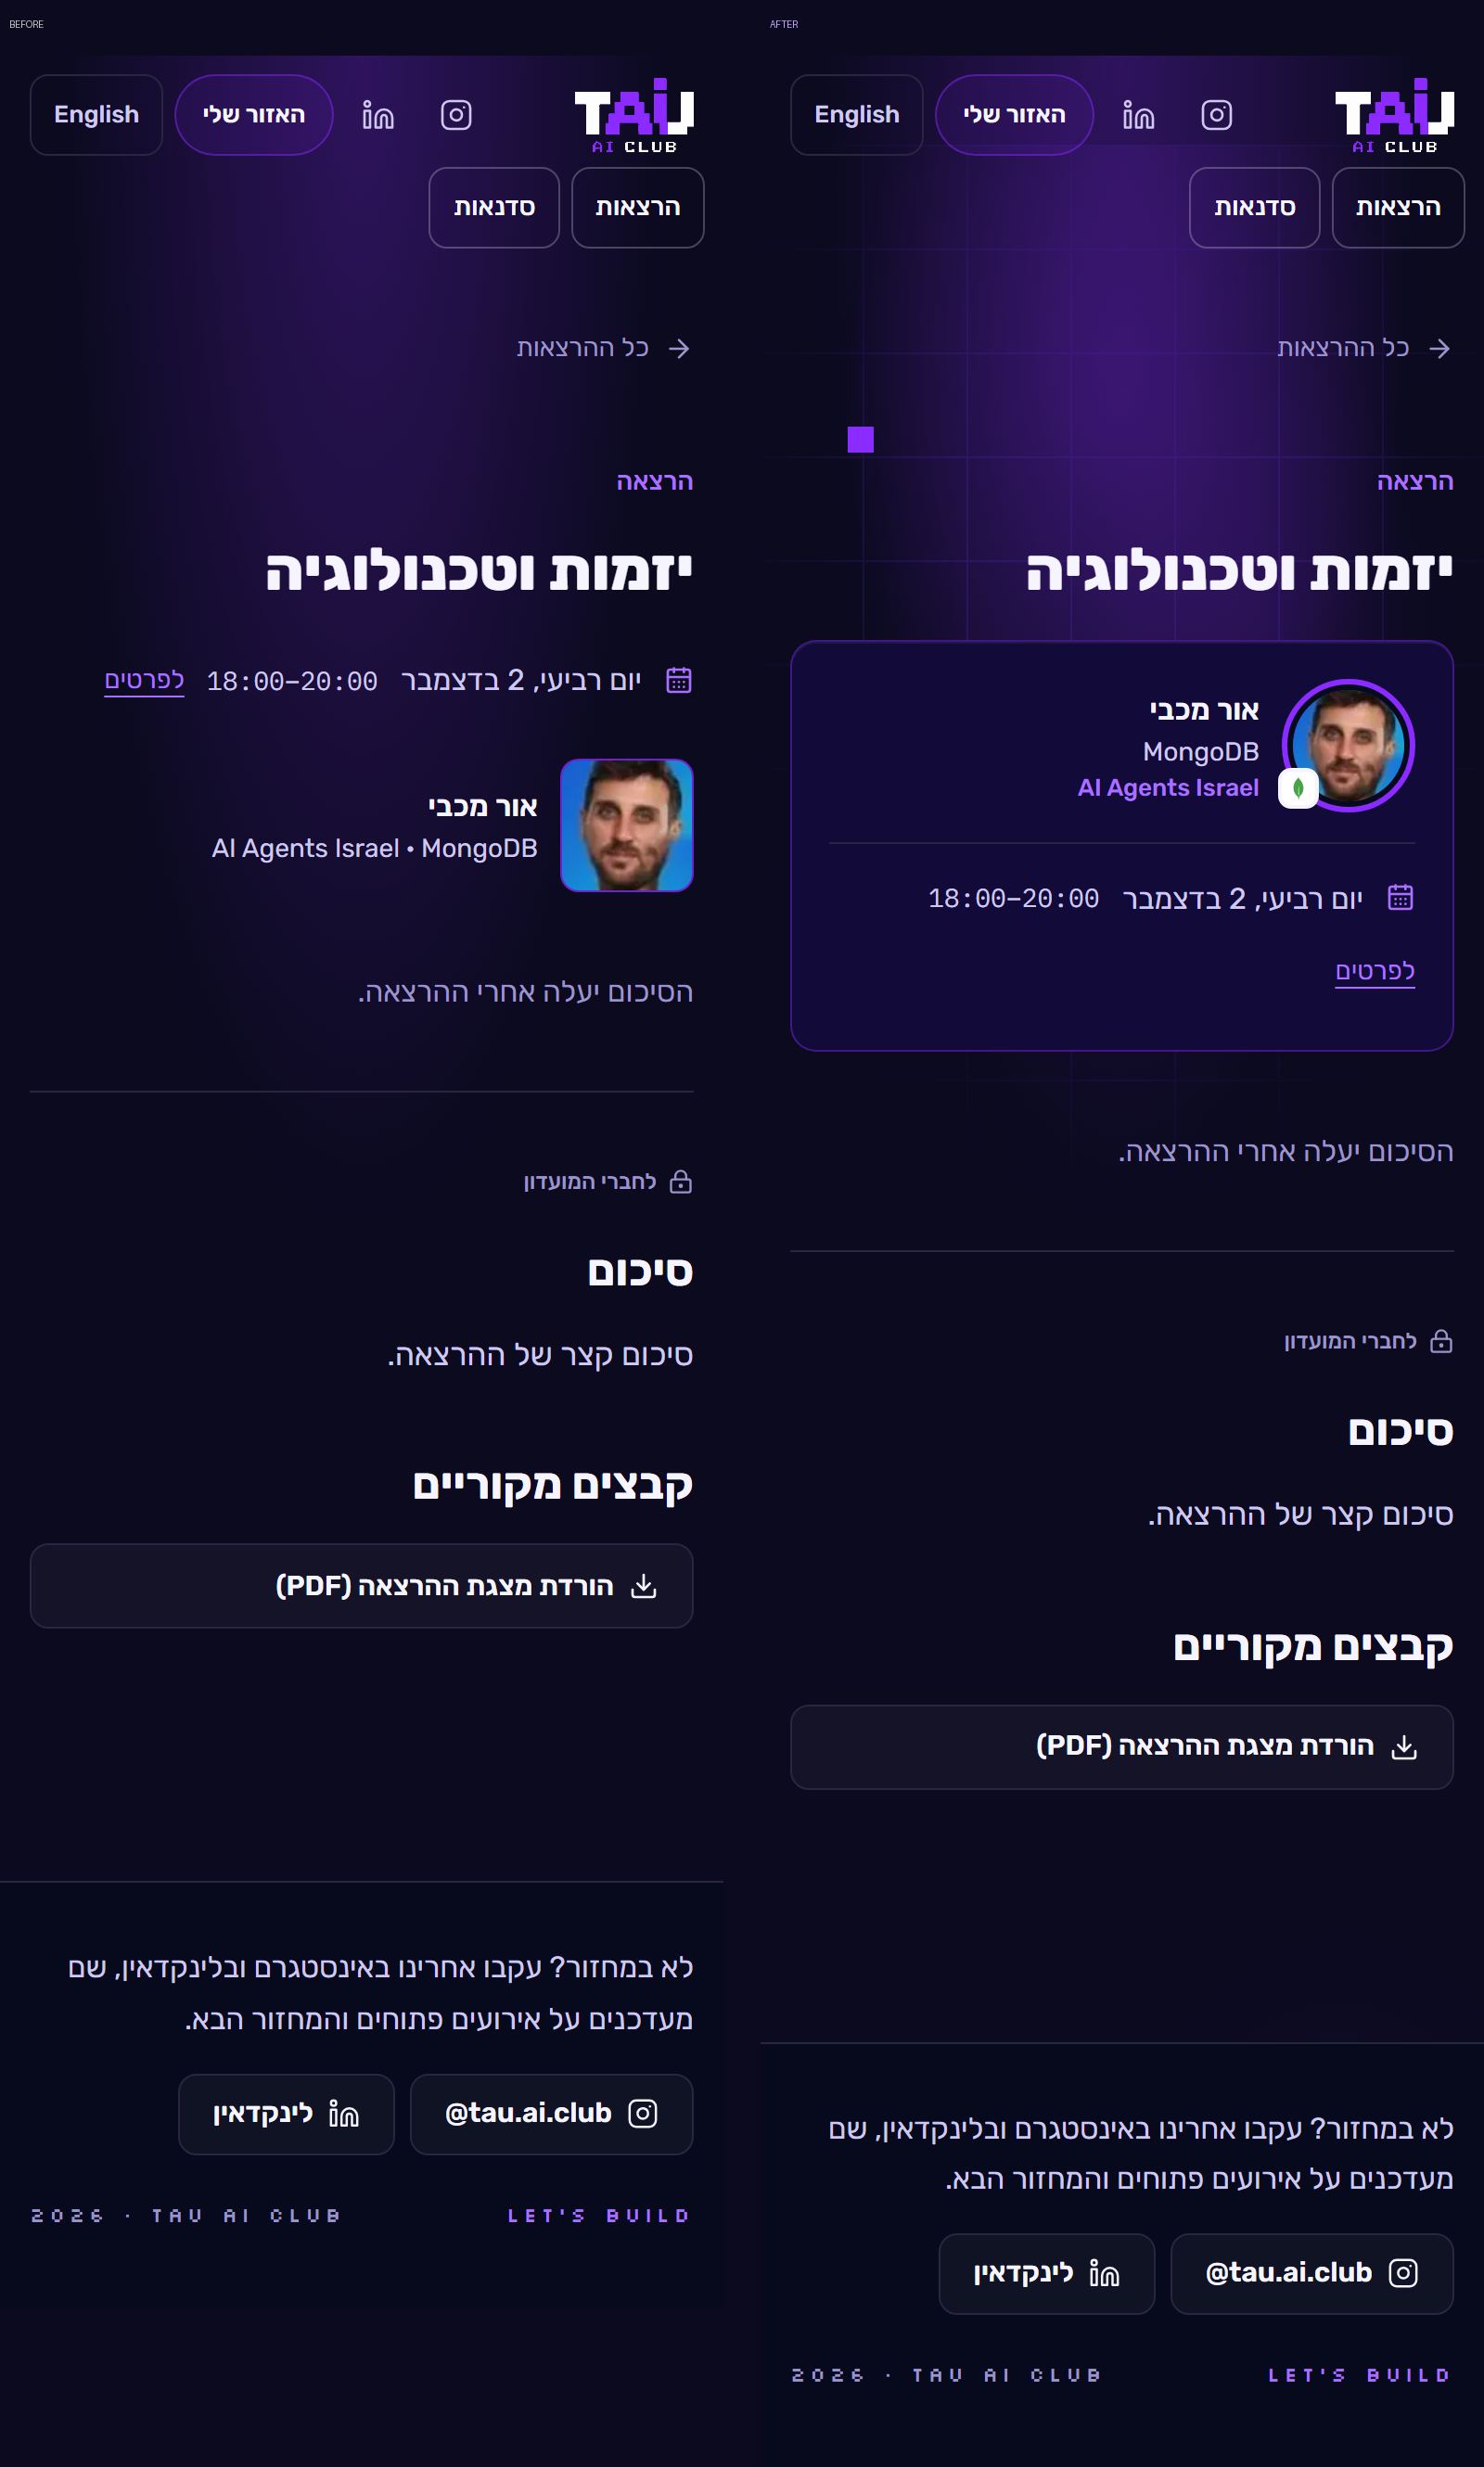 BEFORE
TAU
AI CLUB
האזור שלי
English
הרצאות
סדנאות
כל ההרצאות
הרצאה
יזמות וטכנולוגיה
יום רביעי, 2 בדצמבר 18:00–20:00 לפרטים
אור מכבי
AI Agents Israel • MongoDB
הסיכום יעלה אחרי ההרצאה.
לחברי המועדון
סיכום
סיכום קצר של ההרצאה.
קבצים מקוריים
הורדת מצגת ההרצאה (PDF)
לא במחזור? עקבו אחרינו באינסטגרם ובלינקדאין, שם
מעדכנים על אירועים פתוחים והמחזור הבא.
@tau.ai.club
לינקדאין
LET'S BUILD
2026 · TAU AI CLUB
AFTER
TAU
AI CLUB
האזור שלי
English
הרצאות
סדנאות
כל ההרצאות
הרצאה
יזמות וטכנולוגיה
אור מכבי
MongoDB
AI Agents Israel
יום רביעי, 2 בדצמבר 18:00–20:00
לפרטים
הסיכום יעלה אחרי ההרצאה.
לחברי המועדון
סיכום
סיכום קצר של ההרצאה.
קבצים מקוריים
הורדת מצגת ההרצאה (PDF)
לא במחזור? עקבו אחרינו באינסטגרם ובלינקדאין, שם
מעדכנים על אירועים פתוחים והמחזור הבא.
@tau.ai.club
לינקדאין
LET'S BUILD
2026 · TAU AI CLUB